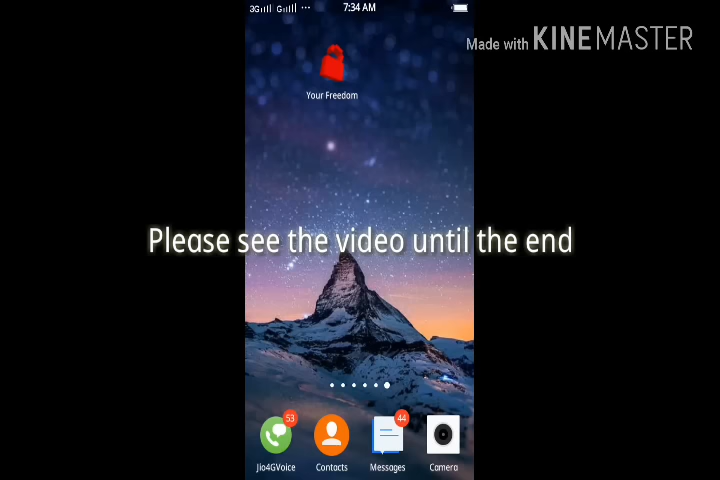 3G G ... 7:34 AM
Made with KINEMASTER
Your Freedom
Please see the video until the end
53 44
Jio4GVoice Contacts Messages Camera